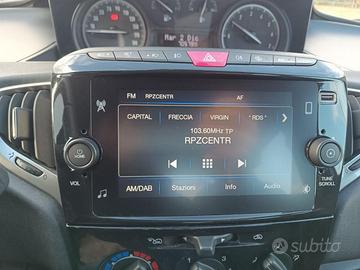 Mar 2 Dic
FM RPZCENTR AF
CAPITAL FRECCIA VIRGIN "RDS"
103.60MHz TP
RPZCENTR
HOME
VOL
TUNE
SCROLL
AM/DAB Stazioni Info Audio
subito